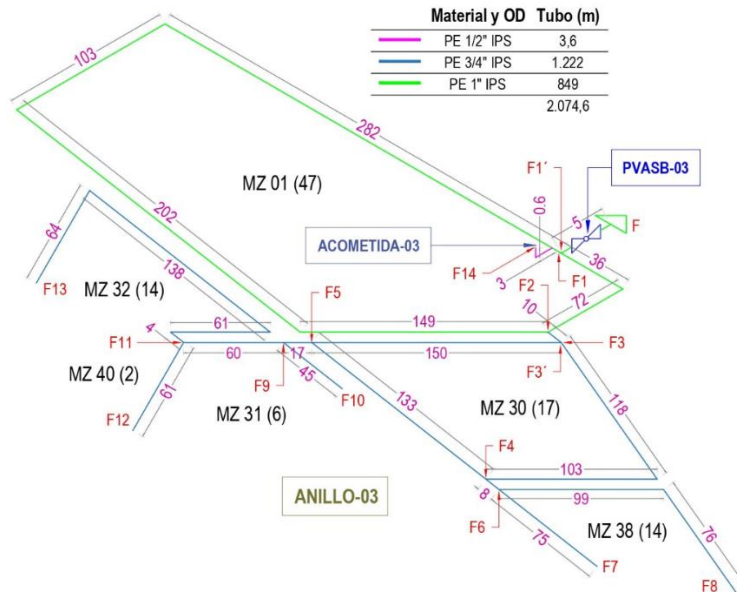 Material y OD Tubo (m)
PE 1/2" IPS 3,6
PE 3/4" IPS 1.222
PE 1" IPS 849
2.074,6
103
282
F1´
PVASB-03
MZ 01 (47)
0.6
5
F
202
ACOMETIDA-03
64
F14
3
F1
36
138
F5
F2
72
F13
MZ 32 (14)
10
4
61
149
F11
F3
60
17
150
MZ 40 (2)
F9
45
F3´
61
F10
MZ 30 (17)
F12
MZ 31 (6)
133
118
F4
ANILLO-03
103
8
99
F6
MZ 38 (14)
76
75
F7
F8